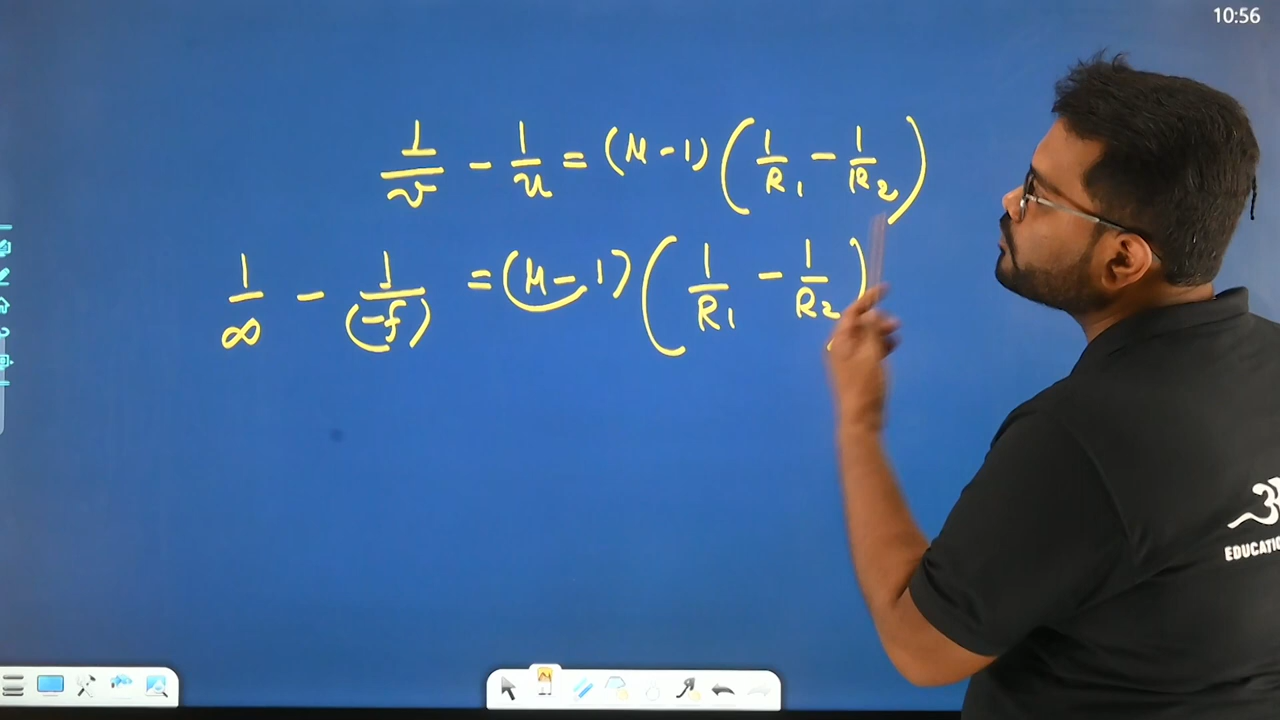 10:56
1/v - 1/u = (μ-1) (1/R₁ - 1/R₂)
1/∞ - 1/(-f) = (μ-1) (1/R₁ - 1/R₂)
EDUCATIO